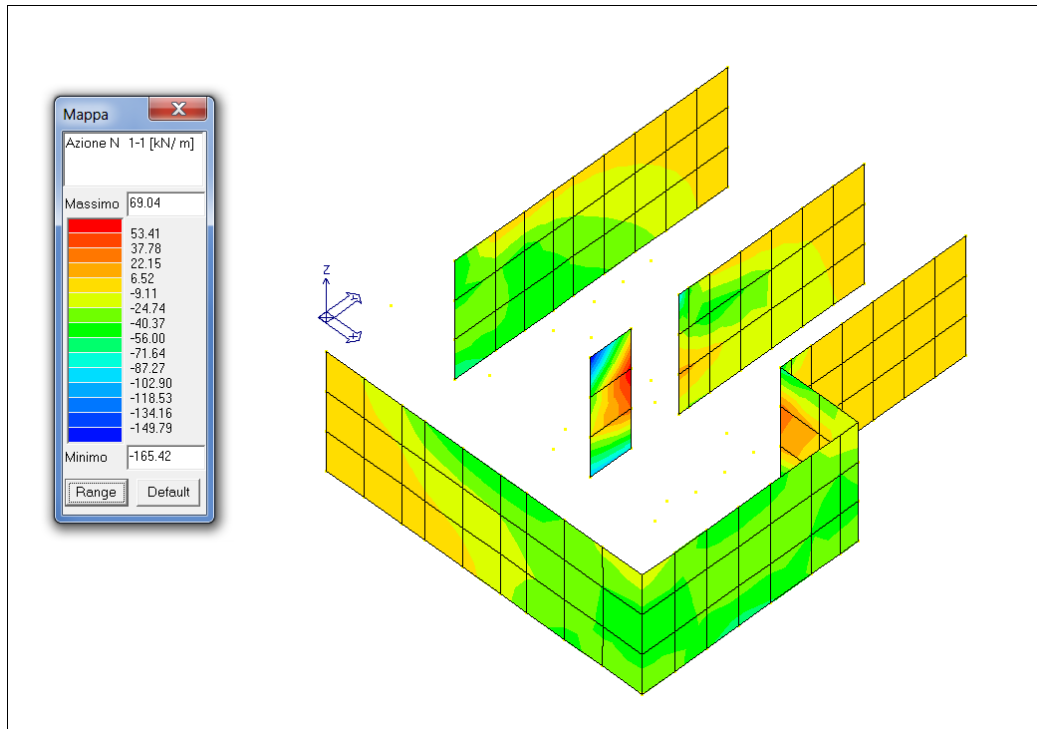 Mappa
Azione N 1-1 [kN/ m]
Massimo 69.04
53.41
37.78
22.15
6.52
-9.11
-24.74
-40.37
-56.00
-71.64
-87.27
-102.90
-118.53
-134.16
-149.79
Minimo -165.42
Range Default
Z